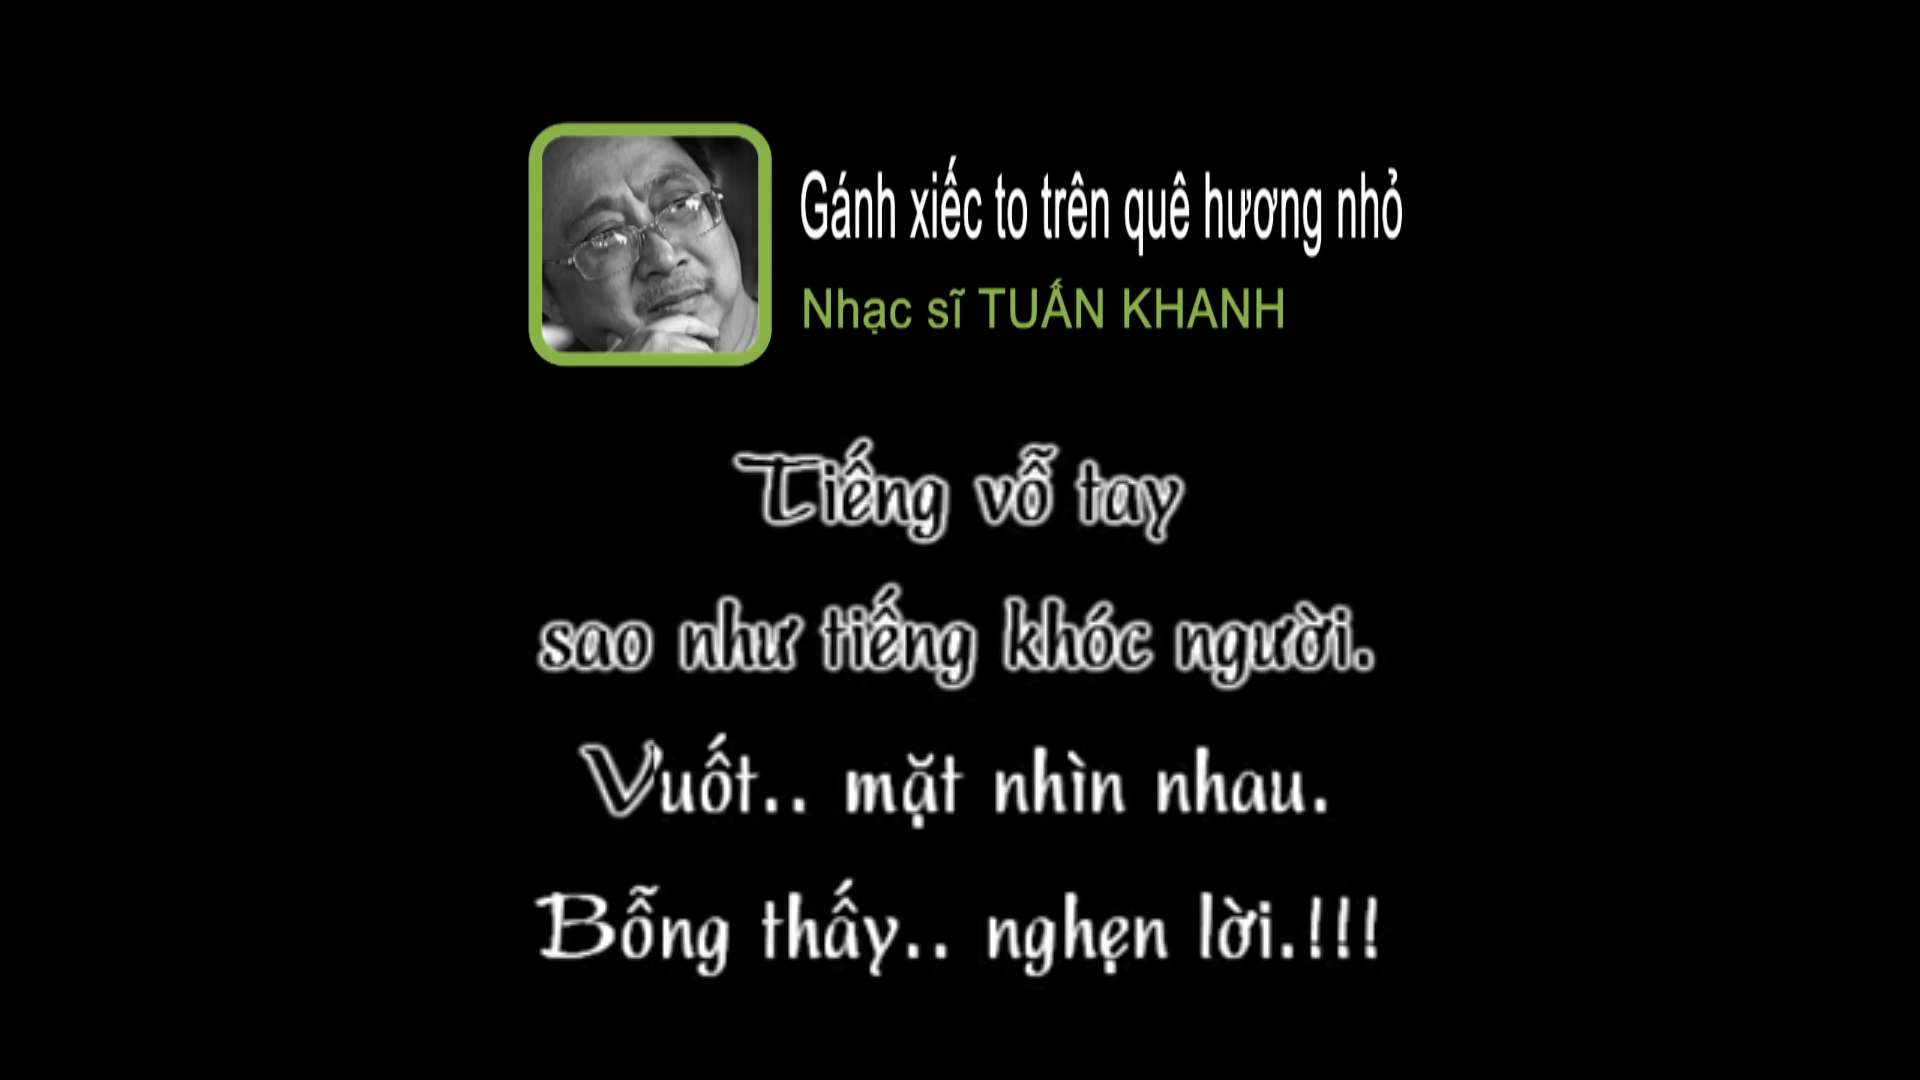 Gánh xiếc to trên quê hương nhỏ
Nhạc sĩ TUẤN KHANH
Tiếng vỗ tay
sao như tiếng khóc người.
Vuốt.. mặt nhìn nhau.
Bỗng thấy.. nghẹn lời.!!!